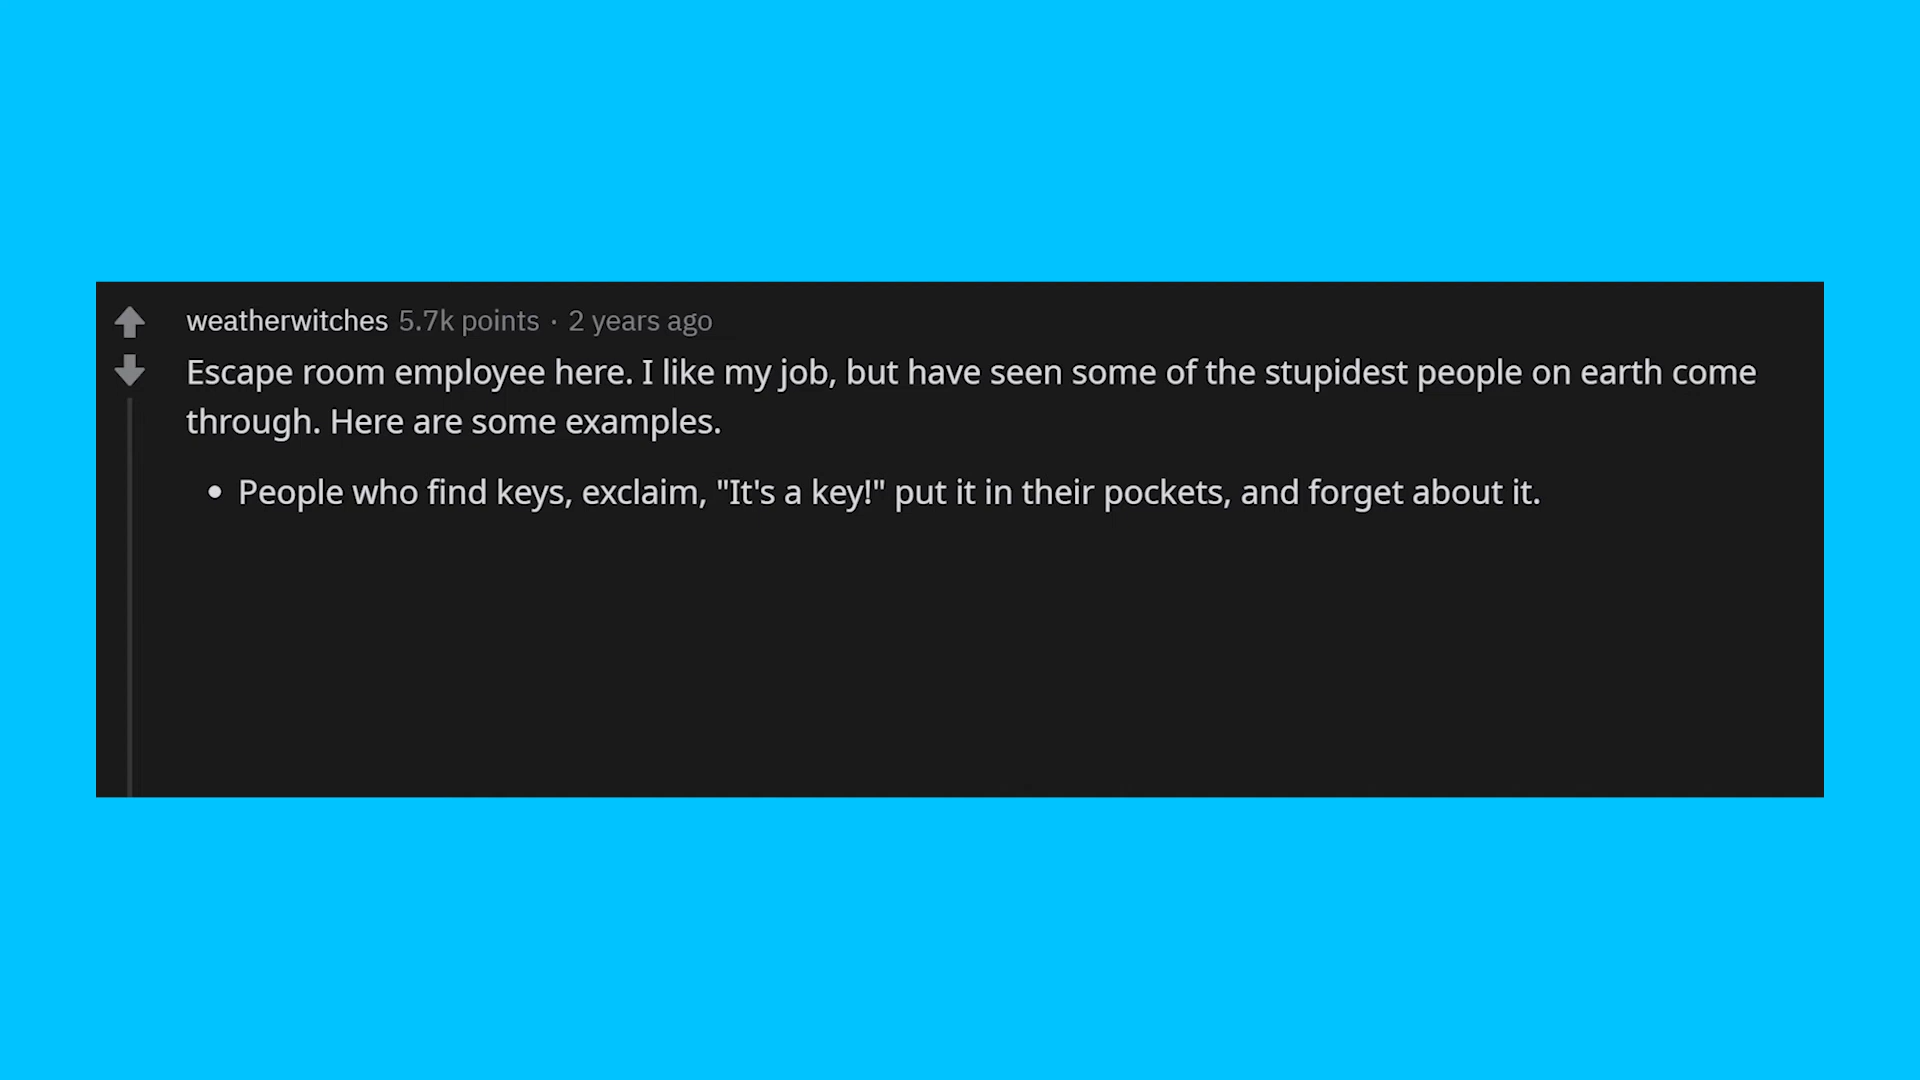 weatherwitches 5.7k points · 2 years ago
Escape room employee here. I like my job, but have seen some of the stupidest people on earth come
through. Here are some examples.
• People who find keys, exclaim, "It's a key!" put it in their pockets, and forget about it.